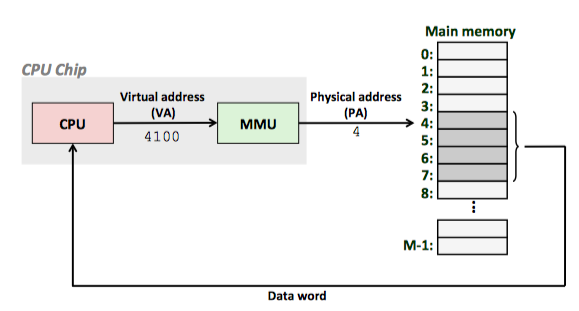 Main memory
0:
1:
CPU Chip
2:
Virtual address
(VA)
Physical address
(PA)
3:
CPU
4100
MMU
4
4:
5:
6:
7:
8:
M-1:
Data word